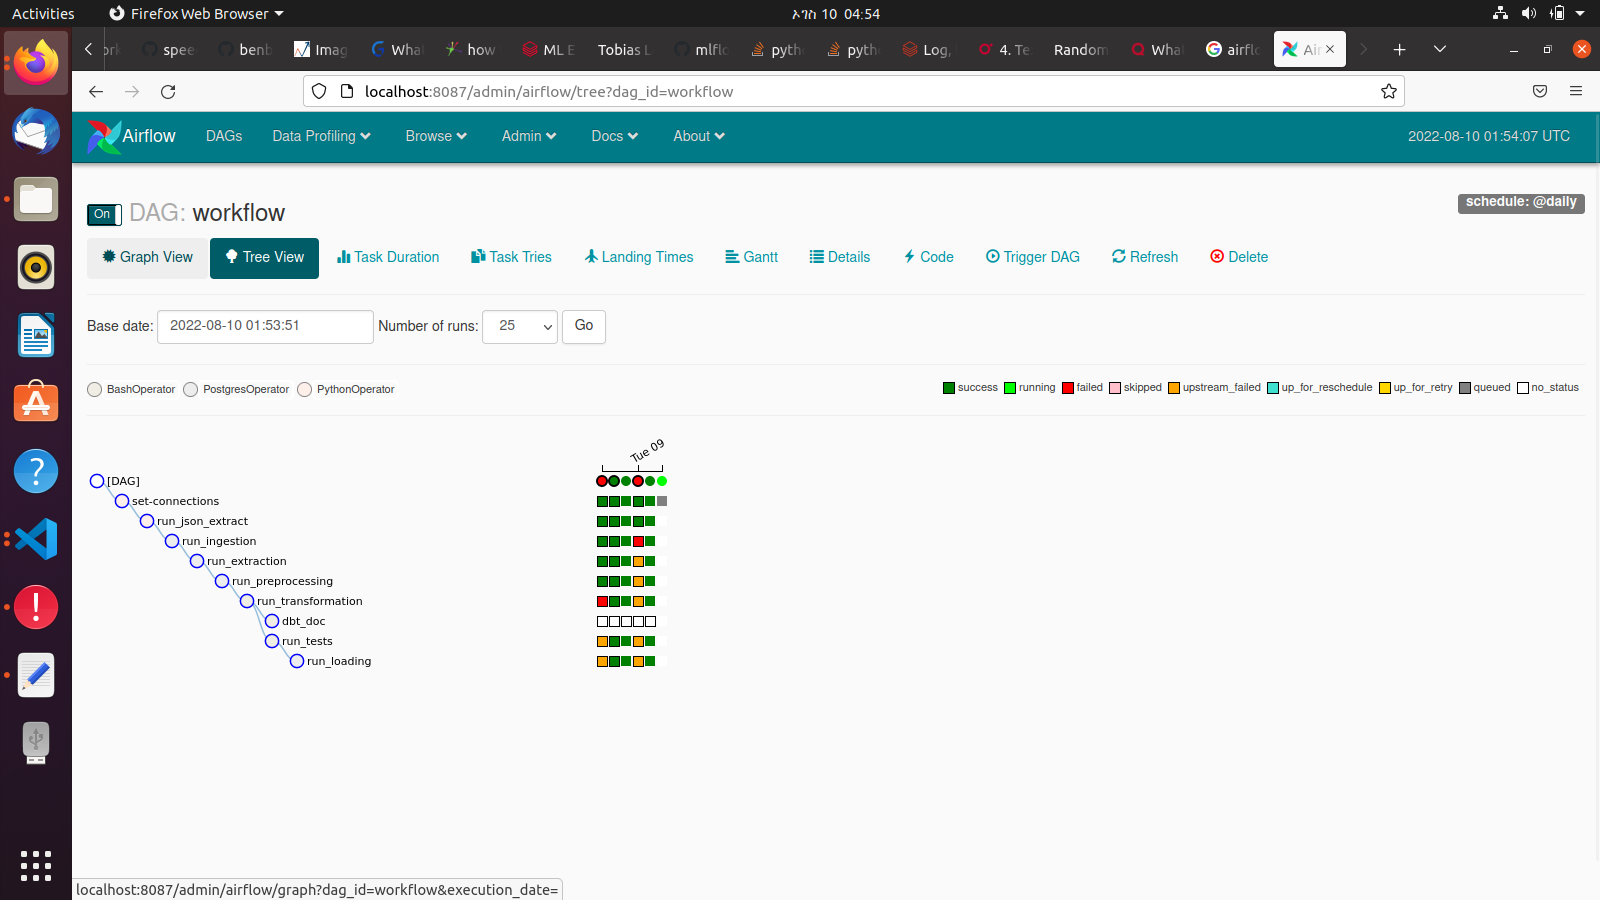 Activities Firefox Web Browser ኦገስ 10 04:54
spee benb Imag What how ML E Tobias L mlflo pyth pyth Log, 4. Te Random What airflo Air
localhost:8087/admin/airflow/tree?dag_id=workflow
Airflow DAGs Data Profiling Browse Admin Docs About 2022-08-10 01:54:07 UTC
On DAG: workflow schedule: @daily
Graph View Tree View Task Duration Task Tries Landing Times Gantt Details Code Trigger DAG Refresh Delete
Base date: 2022-08-10 01:53:51 Number of runs: 25 Go
BashOperator PostgresOperator PythonOperator success running failed skipped upstream_failed up_for_reschedule up_for_retry queued no_status
Tue 09
[DAG]
set-connections
run_json_extract
run_ingestion
run_extraction
run_preprocessing
run_transformation
dbt_doc
run_tests
run_loading
localhost:8087/admin/airflow/graph?dag_id=workflow&execution_date=